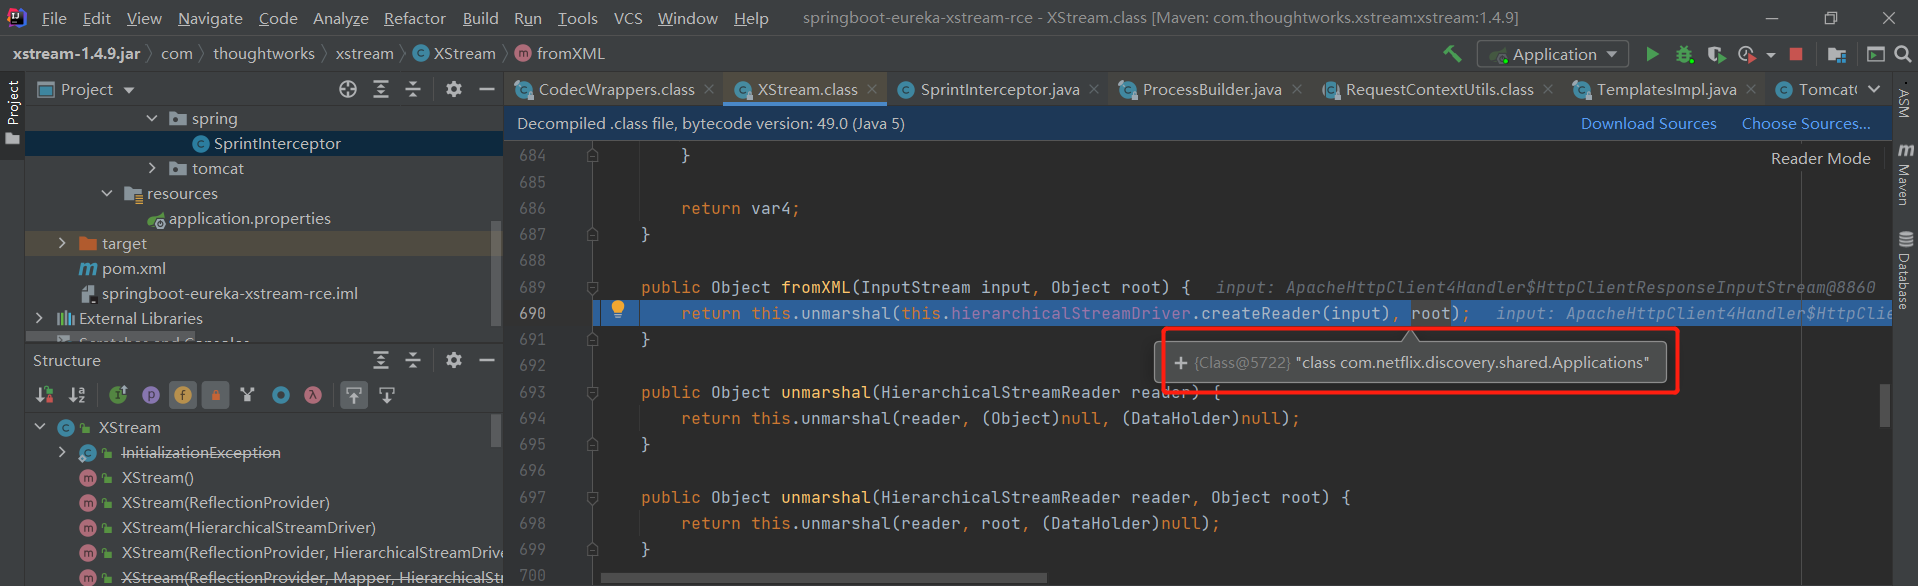 File Edit View Navigate Code Analyze Refactor Build Run Tools VCS Window Help springboot-eureka-xstream-rce - XStream.class [Maven: com.thoughtworks.xstream:xstream:1.4.9]
xstream-1.4.9.jar com thoughtworks xstream XStream fromXML Application
Project
Project
CodecWrappers.class XStream.class SprintInterceptor.java ProcessBuilder.java RequestContextUtils.class TemplatesImpl.java Tomcat
ASM
Maven
Database
spring
SprintInterceptor
tomcat
resources
application.properties
target
pom.xml
springboot-eureka-xstream-rce.iml
External Libraries
Structure
XStream
InitializationException
XStream()
XStream(ReflectionProvider)
XStream(HierarchicalStreamDriver)
XStream(ReflectionProvider, HierarchicalStreamDrive
XStream(ReflectionProvider, Mapper, HierarchicalStr
Decompiled .class file, bytecode version: 49.0 (Java 5) Download Sources Choose Sources...
Reader Mode
684 }
685
686 return var4;
687 }
688
689 public Object fromXML(InputStream input, Object root) { input: ApacheHttpClient4Handler$HttpClientResponseInputStream@8860
690 return this.unmarshal(this.hierarchicalStreamDriver.createReader(input), root); input: ApacheHttpClient4Handler$HttpClie
691 }
{Class@5722} "class com.netflix.discovery.shared.Applications"
692
693 public Object unmarshal(HierarchicalStreamReader reader) {
694 return this.unmarshal(reader, (Object)null, (DataHolder)null);
695 }
696
697 public Object unmarshal(HierarchicalStreamReader reader, Object root) {
698 return this.unmarshal(reader, root, (DataHolder)null);
699 }
700